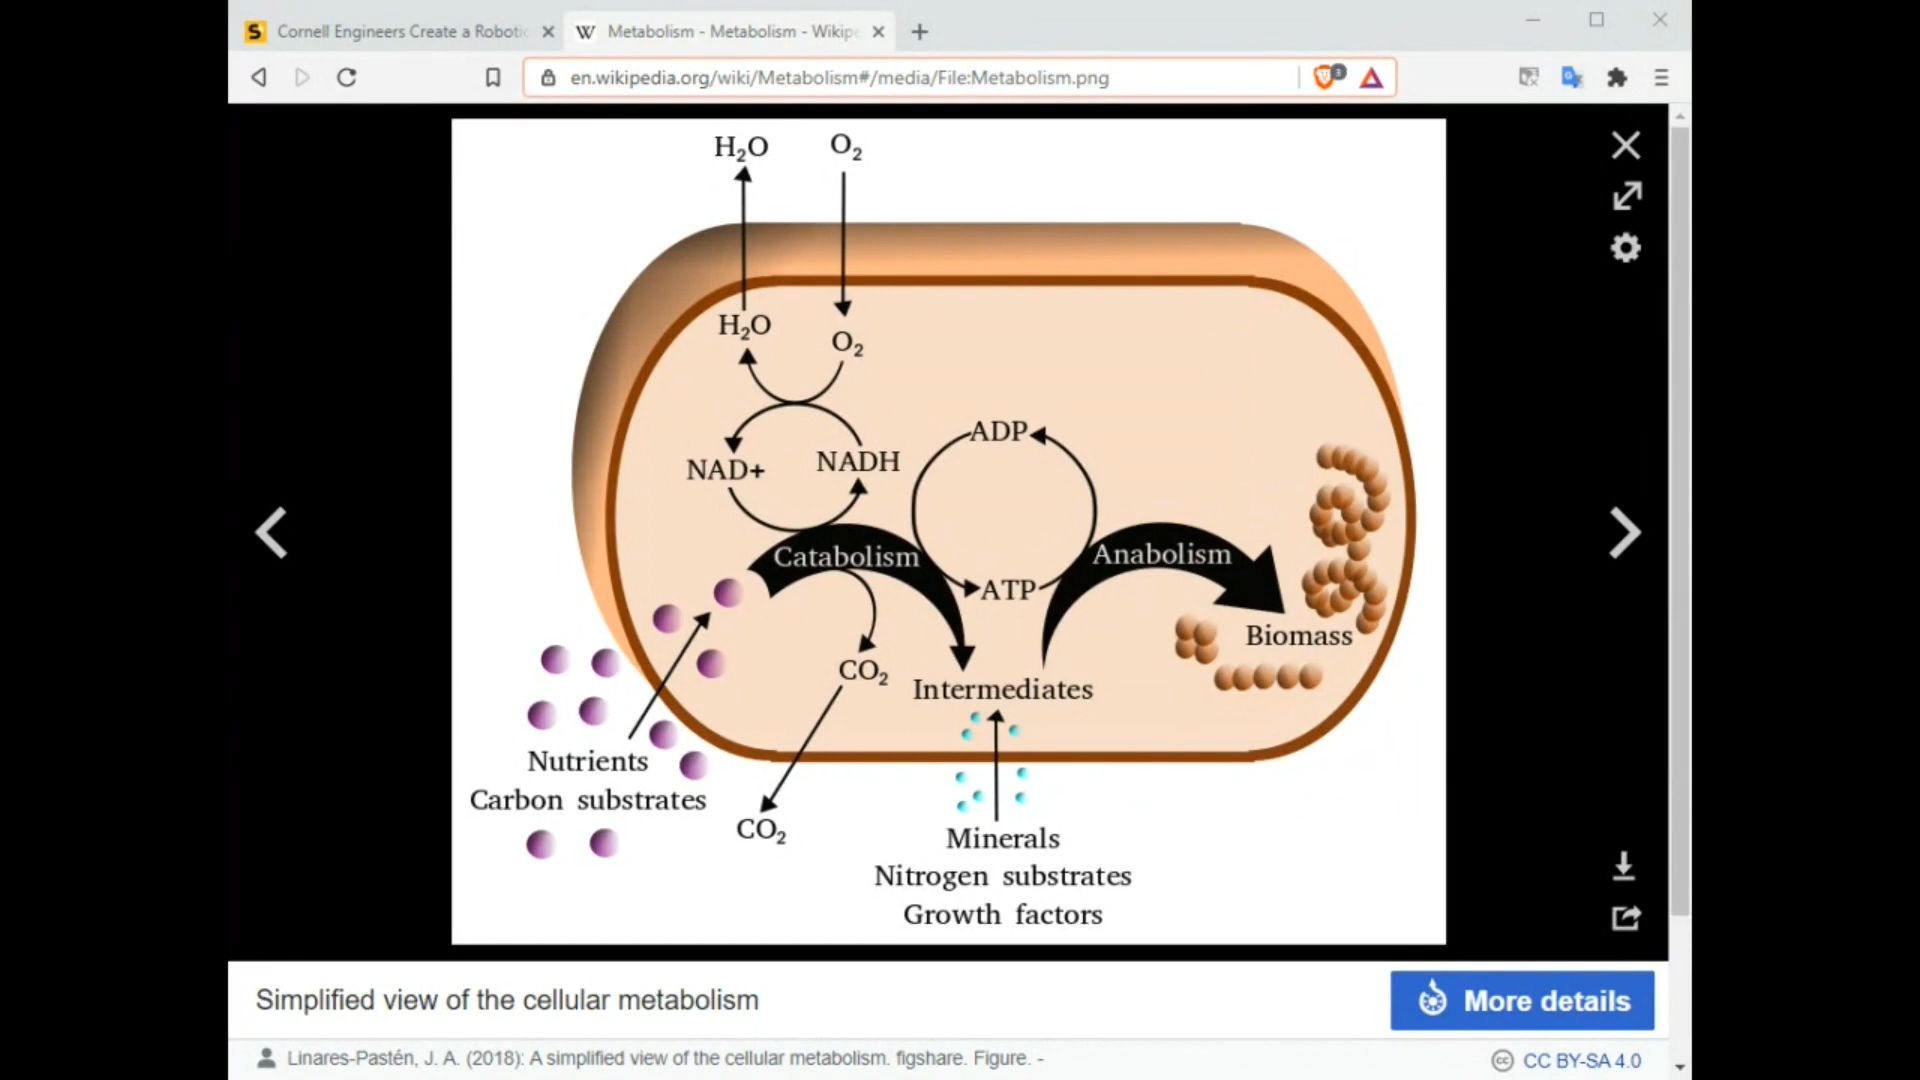 Cornell Engineers Create a Robotic
Metabolism - Metabolism - Wikipe
en.wikipedia.org/wiki/Metabolism#/media/File:Metabolism.png
3
H₂O
O₂
H₂O
O₂
NAD+
NADH
ADP
Catabolism
ATP
Anabolism
Biomass
CO₂
Intermediates
Nutrients
Carbon substrates
CO₂
Minerals
Nitrogen substrates
Growth factors
Simplified view of the cellular metabolism
More details
Linares-Pastén, J. A. (2018): A simplified view of the cellular metabolism. figshare. Figure. -
CC BY-SA 4.0